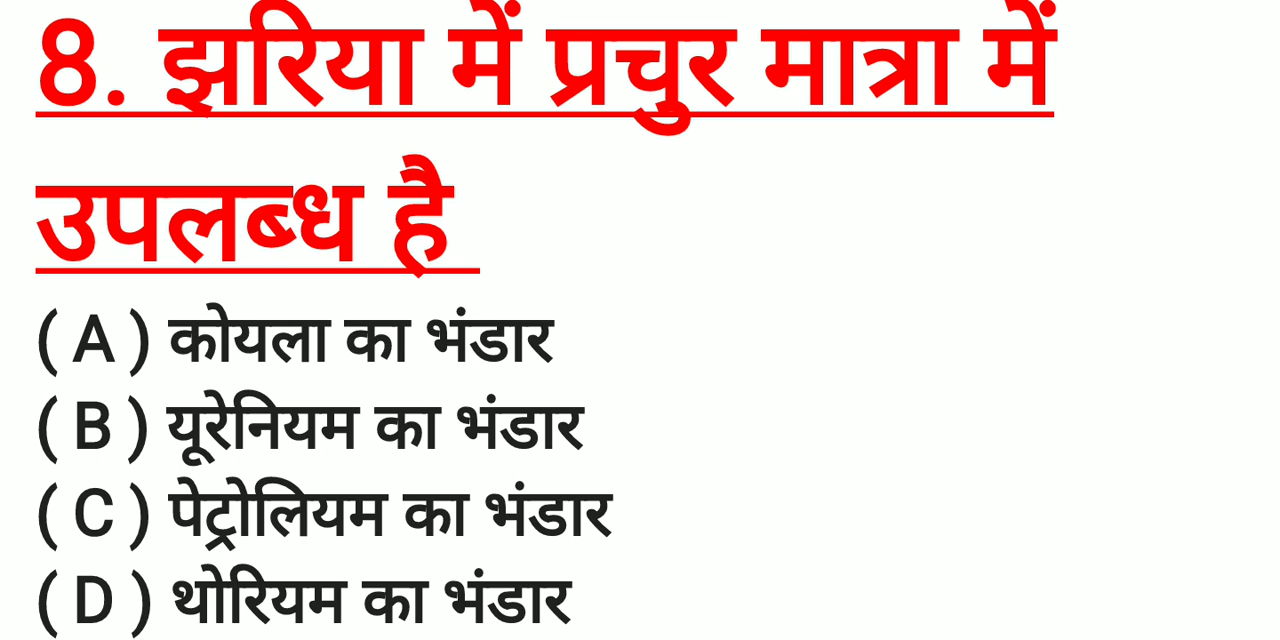 8. झरिया में प्रचुर मात्रा में
उपलब्ध है
( A ) कोयला का भंडार
( B ) यूरेनियम का भंडार
( C ) पेट्रोलियम का भंडार
( D ) थोरियम का भंडार